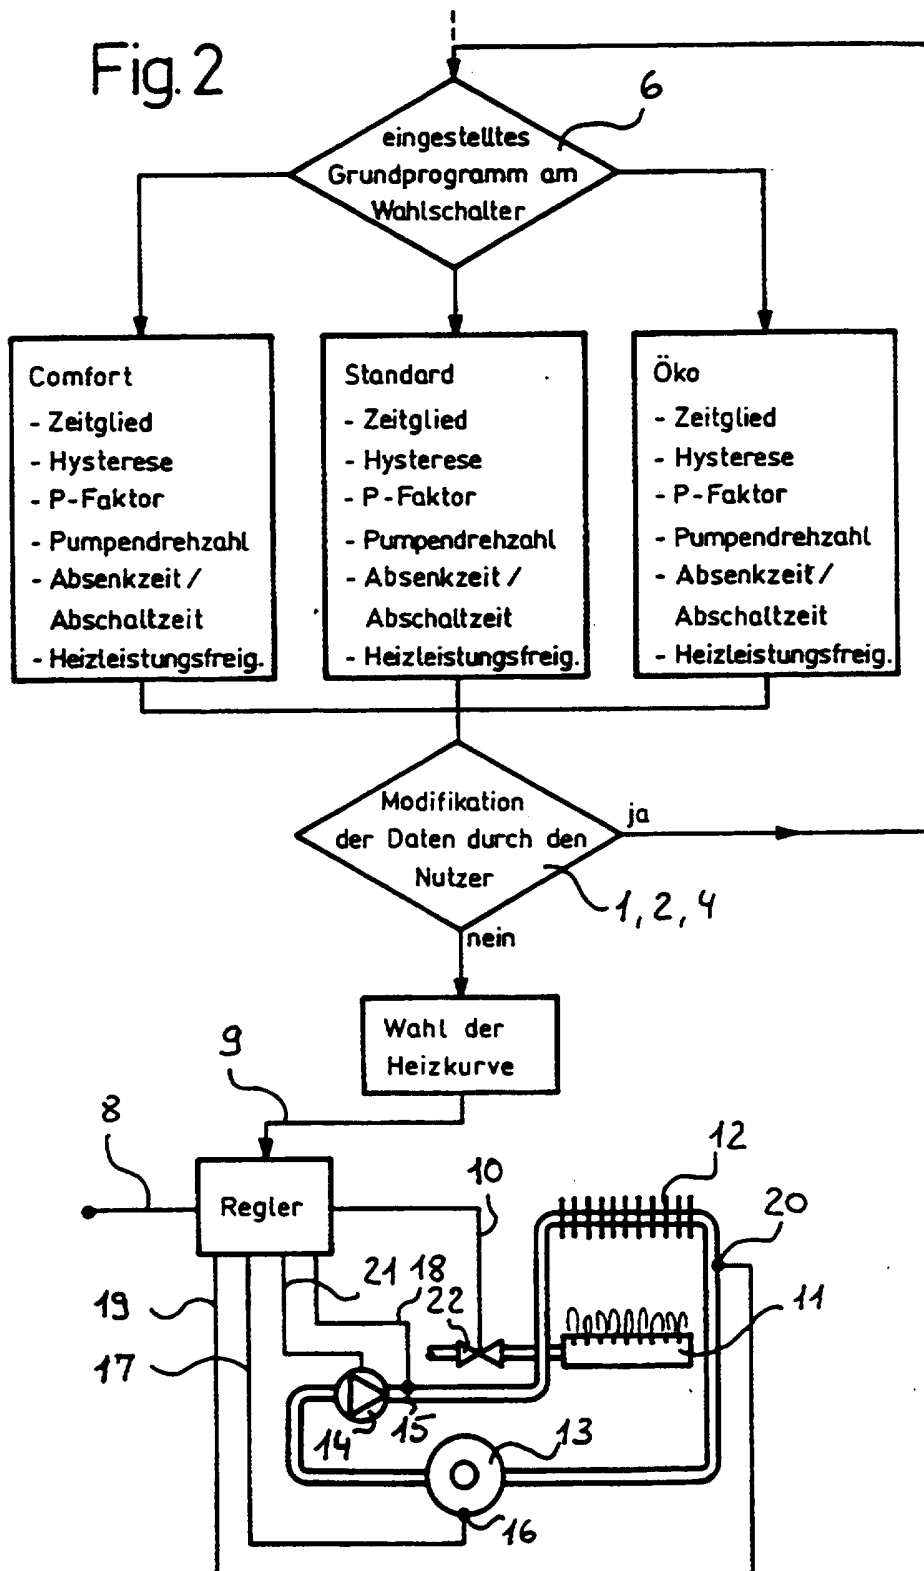 Fig. 2
6
eingestelltes
Grundprogramm am
Wahlschalter
Comfort
- Zeitglied
- Hysterese
- P-Faktor
- Pumpendrehzahl
- Absenkzeit /
Abschaltzeit
- Heizleistungsfreig.
Standard
- Zeitglied
- Hysterese
- P-Faktor
- Pumpendrehzahl
- Absenkzeit /
Abschaltzeit
- Heizleistungsfreig.
Öko
- Zeitglied
- Hysterese
- P-Faktor
- Pumpendrehzahl
- Absenkzeit /
Abschaltzeit
- Heizleistungsfreig.
Modifikation
der Daten durch den
Nutzer
ja
1, 2, 4
nein
Wahl der
Heizkurve
9
8
Regler
10
12
20
21
18
22
19
11
17
14
15
13
16